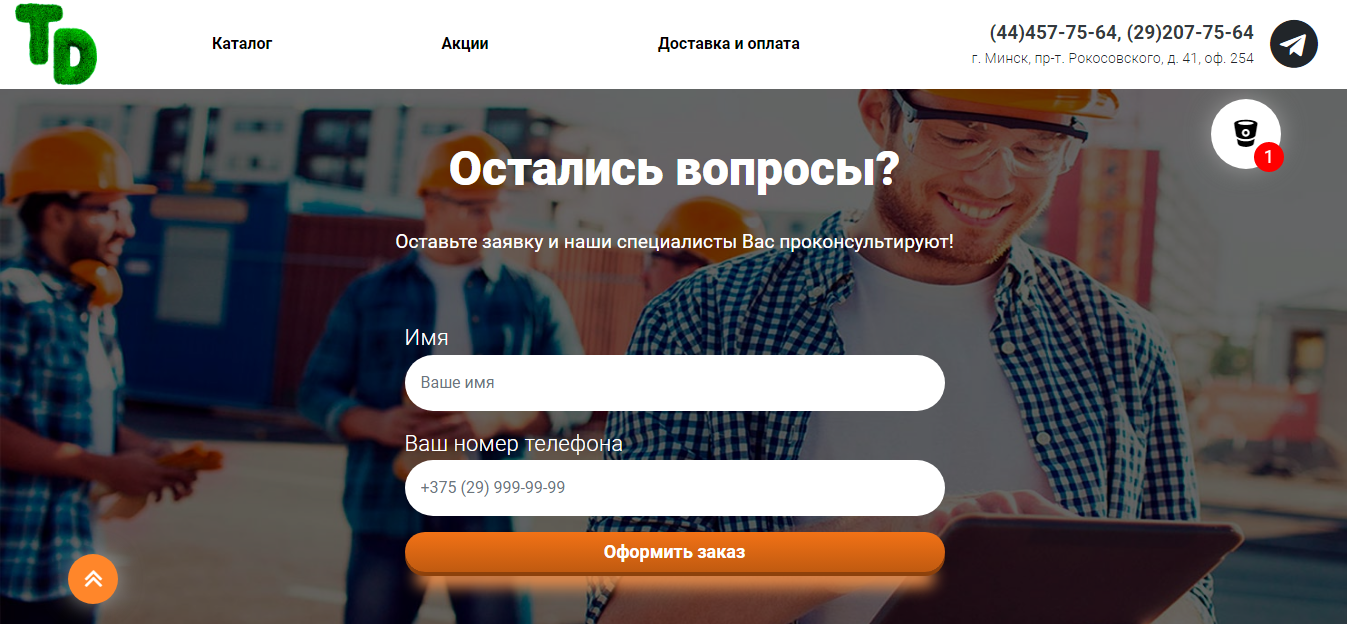 TD
Каталог
Акции
Доставка и оплата
(44)457-75-64, (29)207-75-64
г. Минск, пр-т. Рокосовского, д. 41, оф. 254
1
Остались вопросы?
Оставьте заявку и наши специалисты Вас проконсультируют!
Имя
Ваше имя
Ваш номер телефона
+375 (29) 999-99-99
Оформить заказ